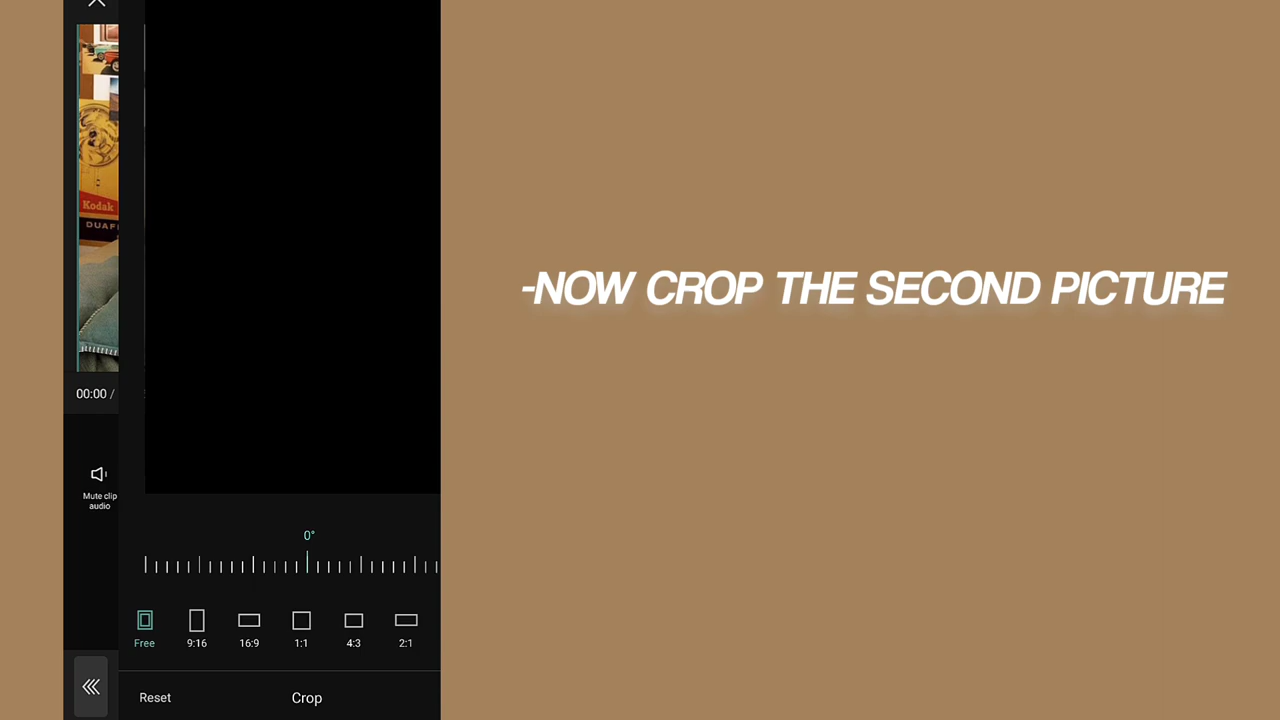 Kodak
DUAF
00:00 /
Mute clip
audio
0°
Free
9:16
16:9
1:1
4:3
2:1
Reset
Crop
-NOW CROP THE SECOND PICTURE